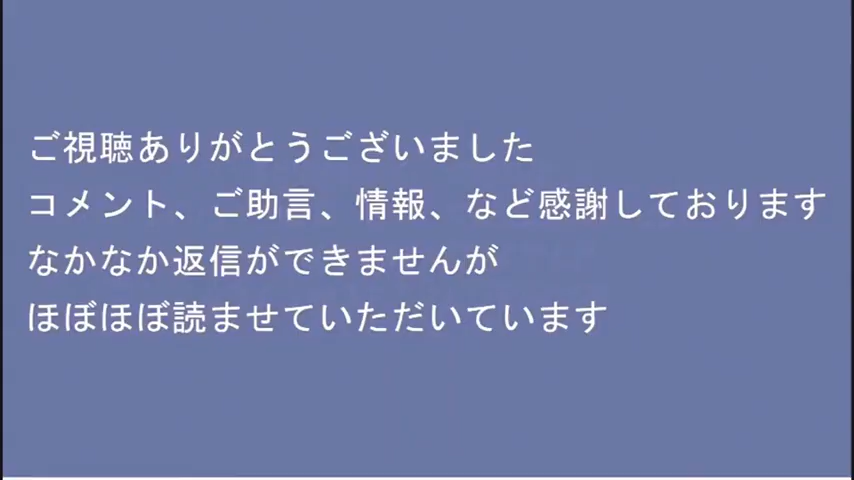 ご視聴ありがとうございました
コメント、ご助言、情報、など感謝しております
なかなか返信ができませんが
ほぼほぼ読ませていただいています